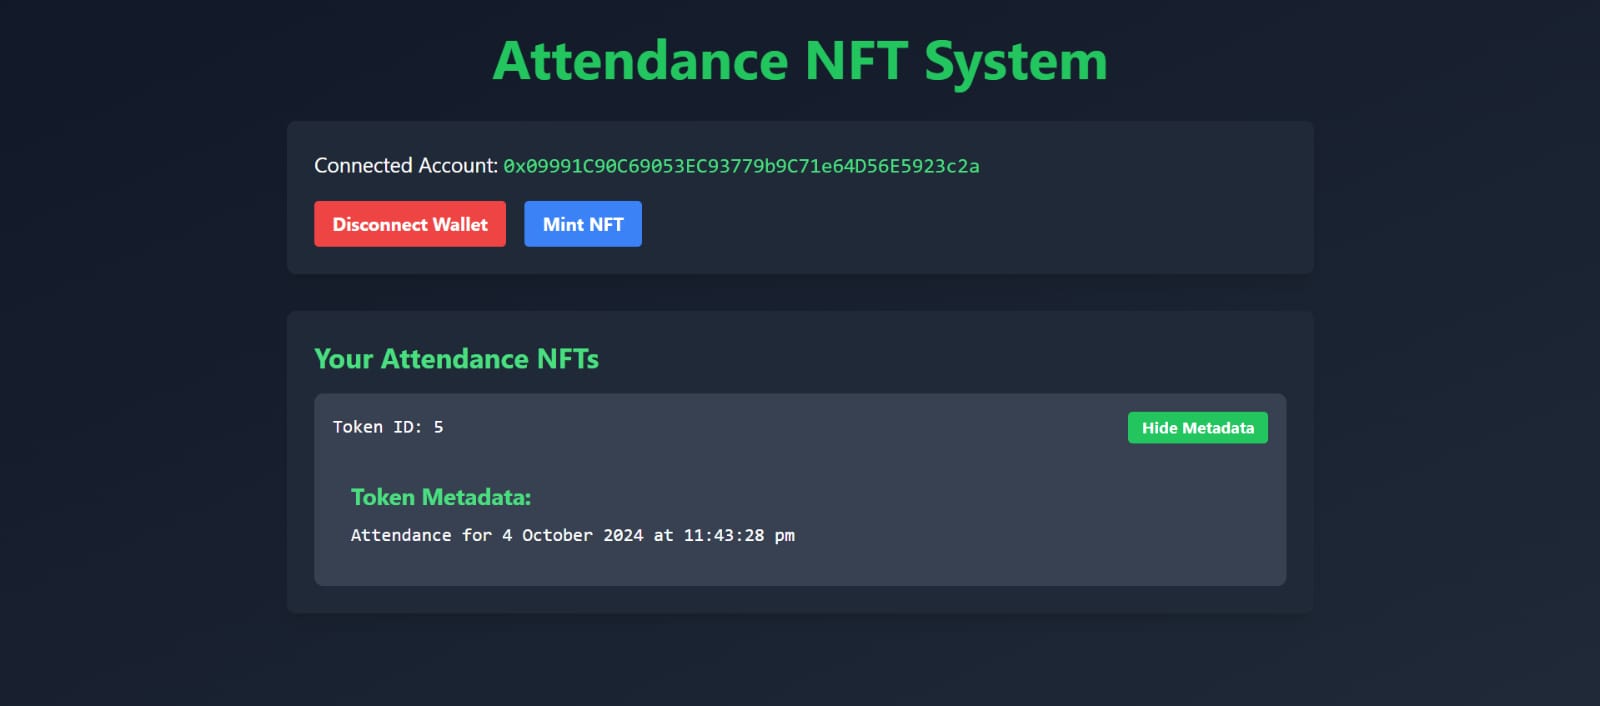 Attendance NFT System
Connected Account: 0x09991C90C69053EC93779b9C71e64D56E5923c2a
Disconnect Wallet
Mint NFT
Your Attendance NFTs
Token ID: 5
Hide Metadata
Token Metadata:
Attendance for 4 October 2024 at 11:43:28 pm